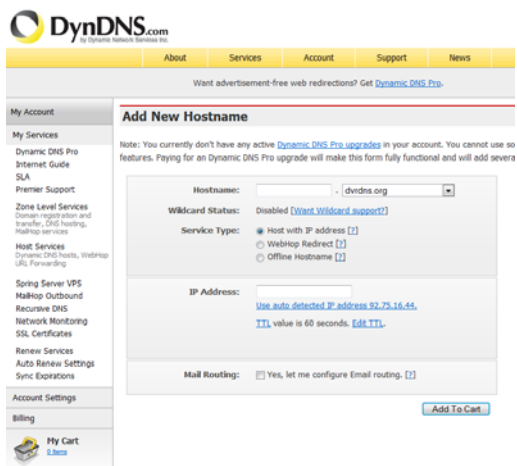 DynDNS.com
by Dynamic Network Services Inc.
About Services Account Support News
Want advertisement-free web redirections? Get Dynamic DNS Pro.
My Account
My Services
Dynamic DNS Pro
Internet Guide
SLA
Premier Support
Zone Level Services
Domain registration and
transfer, DNS hosting,
MailHop services
Host Services
Dynamic DNS hosts, WebHop
URL Forwarding
Spring Server VPS
MailHop Outbound
Recursive DNS
Network Monitoring
SSL Certificates
Renew Services
Auto Renew Settings
Sync Expirations
Account Settings
Billing
My Cart
0 items
Add New Hostname
Note: You currently don't have any active Dynamic DNS Pro upgrades in your account. You cannot use so
features. Paying for an Dynamic DNS Pro upgrade will make this form fully functional and will add severa
Hostname: . dvrdns.org
Wildcard Status: Disabled [Want Wildcard support?]
Service Type: Host with IP address [?]
WebHop Redirect [?]
Offline Hostname [?]
IP Address:
Use auto detected IP address 92.75.16.44.
TTL value is 60 seconds. Edit TTL.
Mail Routing: Yes, let me configure Email routing. [?]
Add To Cart